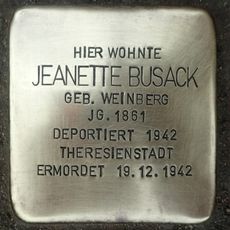 HIER WOHNTE
JEANETTE BUSACK
GEB. WEINBERG
JG. 1861
DEPORTIERT 1942
THERESIENSTADT
ERMORDET 19.12.1942